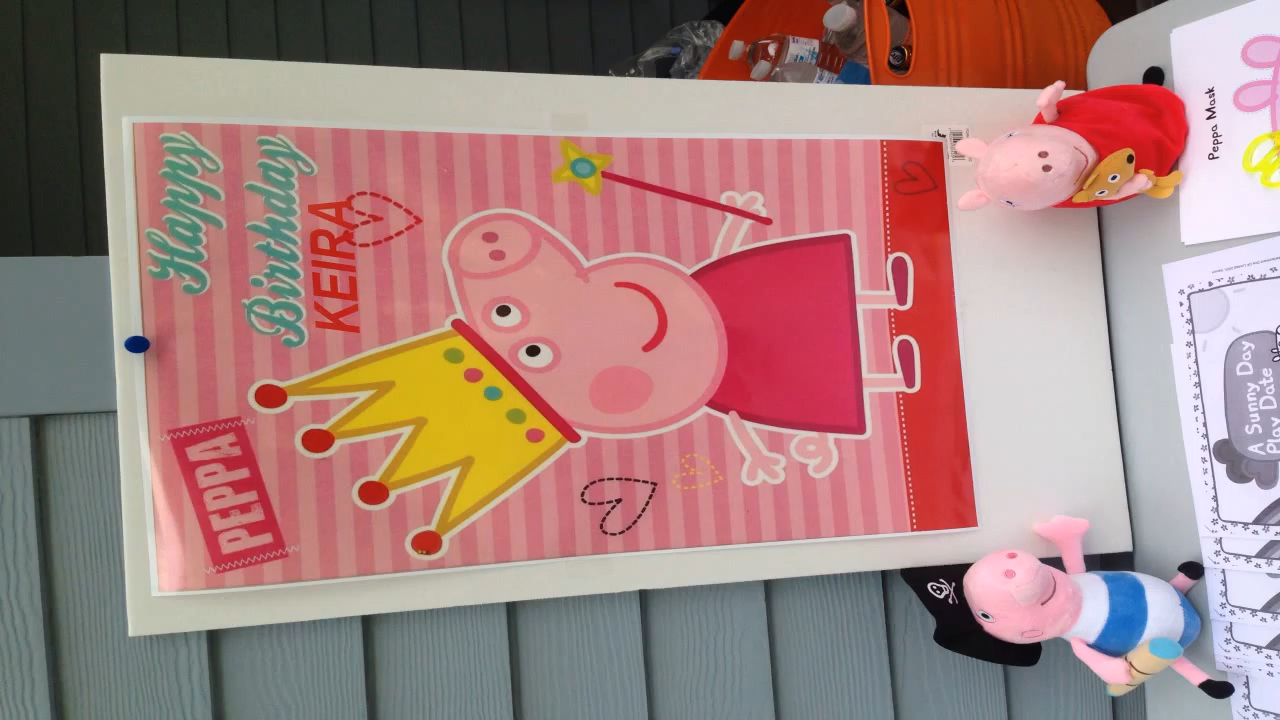 Happy
Birthday
KEIRA
PEPPA
Peppa Mask
A Sunny Day
Play Date